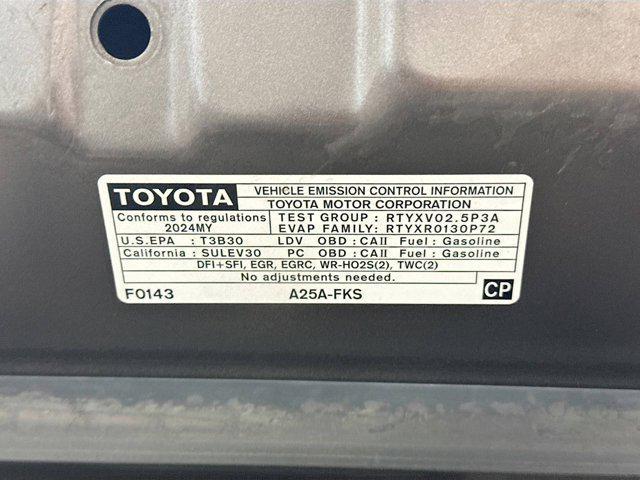 TOYOTA VEHICLE EMISSION CONTROL INFORMATION
TOYOTA MOTOR CORPORATION
Conforms to regulations TEST GROUP : RTYXV02.5P3A
2024MY EVAP FAMILY: RTYXR0130P72
U.S.EPA : T3B30 LDV OBD : CAII Fuel : Gasoline
California : SULEV30 PC OBD : CAII Fuel : Gasoline
DFI+SFI, EGR, EGRC, WR-HO2S(2), TWC(2)
No adjustments needed.
F0143 A25A-FKS CP